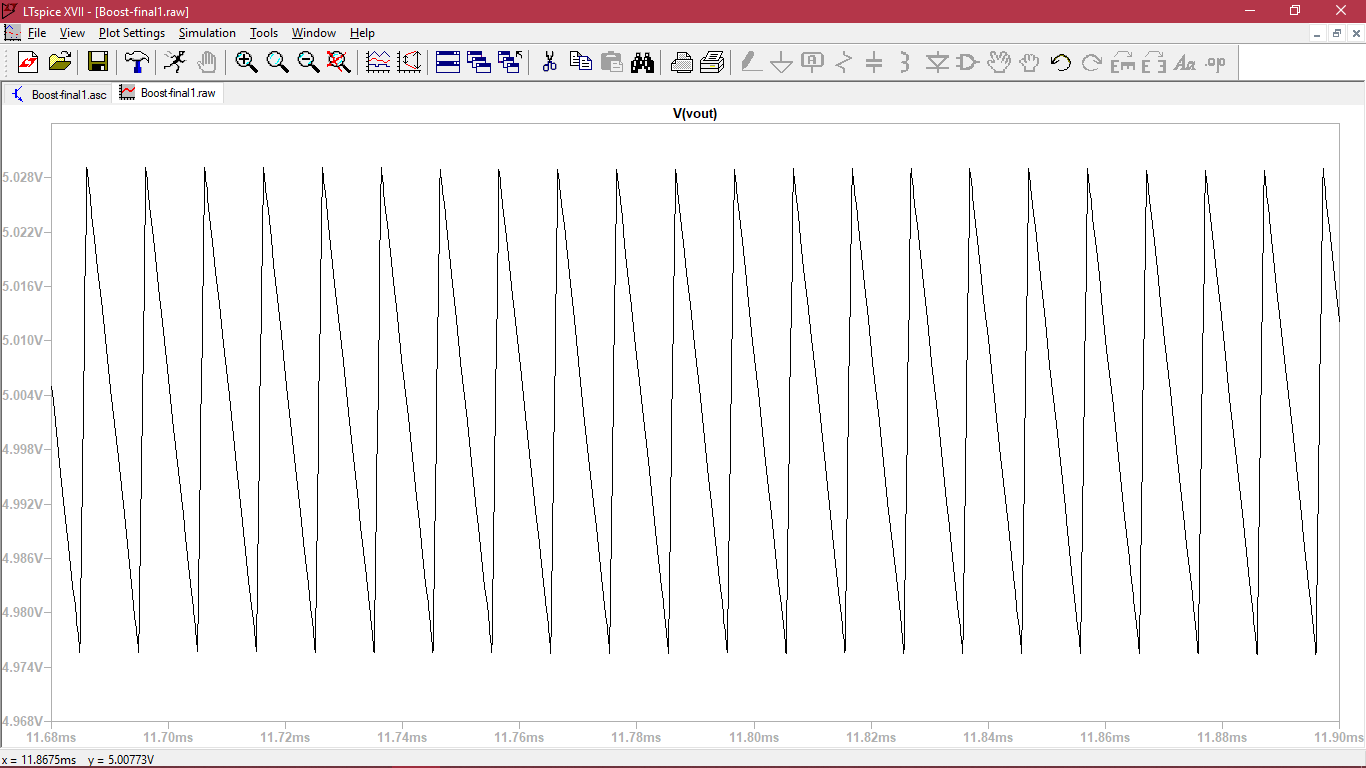 LTspice XVII - [Boost-final1.raw]
File View Plot Settings Simulation Tools Window Help
Aa .op
Boost-final1.asc Boost-final1.raw
V(vout)
5.028V
5.022V
5.016V
5.010V
5.004V
4.998V
4.992V
4.986V
4.980V
4.974V
4.968V
11.68ms 11.70ms 11.72ms 11.74ms 11.76ms 11.78ms 11.80ms 11.82ms 11.84ms 11.86ms 11.88ms 11.90ms
x = 11.8675ms y = 5.00773V